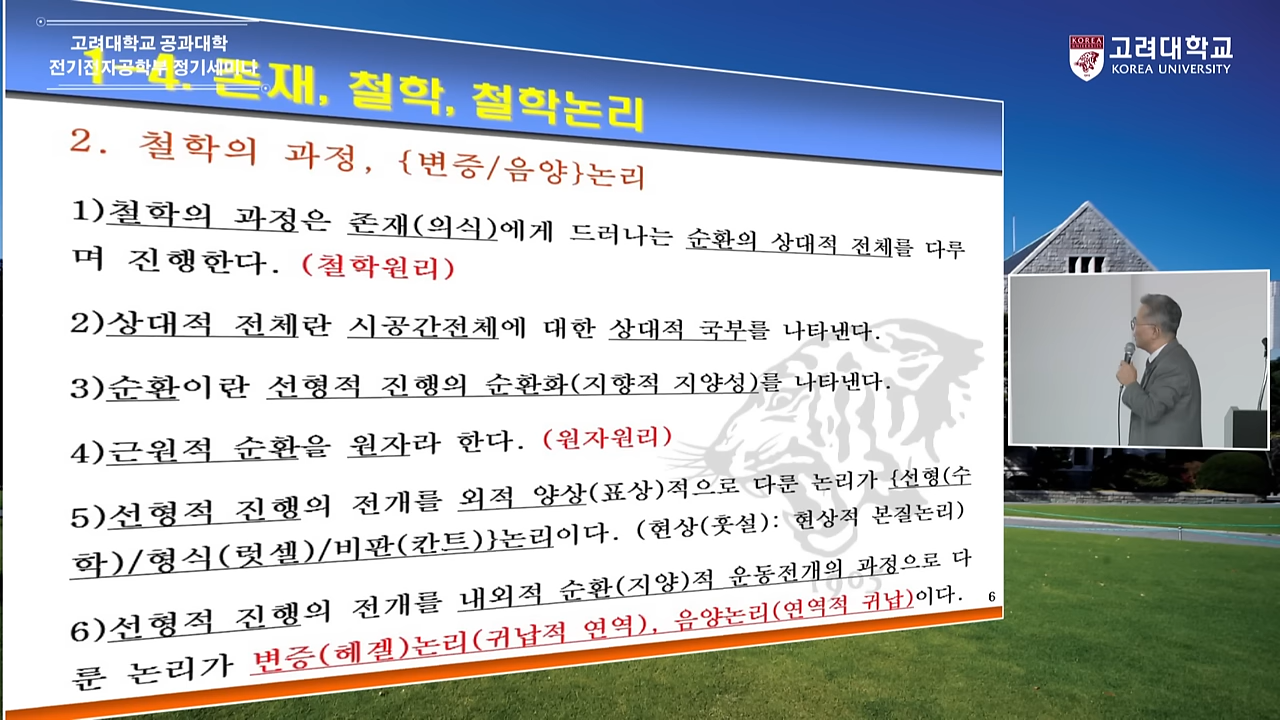 고려대학교 공과대학
전기전자공학부 정기세미나
KOREA
UNIVERSITY
고려대학교
KOREA UNIVERSITY
1-4. 존재, 철학, 철학논리
2. 철학의 과정, {변증/음양}논리
1)철학의 과정은 존재(의식)에게 드러나는 순환의 상대적 전체를 다루
며 진행한다. (철학원리)
2)상대적 전체란 시공간전체에 대한 상대적 국부를 나타낸다.
3)순환이란 선형적 진행의 순환화(지향적 지양성)를 나타낸다.
4)근원적 순환을 원자라 한다. (원자원리)
5)선형적 진행의 전개를 외적 양상(표상)적으로 다룬 논리가 {선형(수
학)/형식(럿셀)/비판(칸트)}논리이다. (현상(훗설): 현상적 본질논리)
6)선형적 진행의 전개를 내외적 순환(지양)적 운동전개의 과정으로 다
룬 논리가 변증(헤겔)논리(귀납적 연역), 음양논리(연역적 귀납)이다.
1905
6